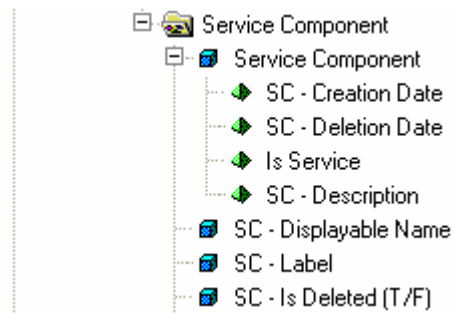 Service Component
Service Component
SC - Creation Date
SC - Deletion Date
Is Service
SC - Description
SC - Displayable Name
SC - Label
SC - Is Deleted (T/F)